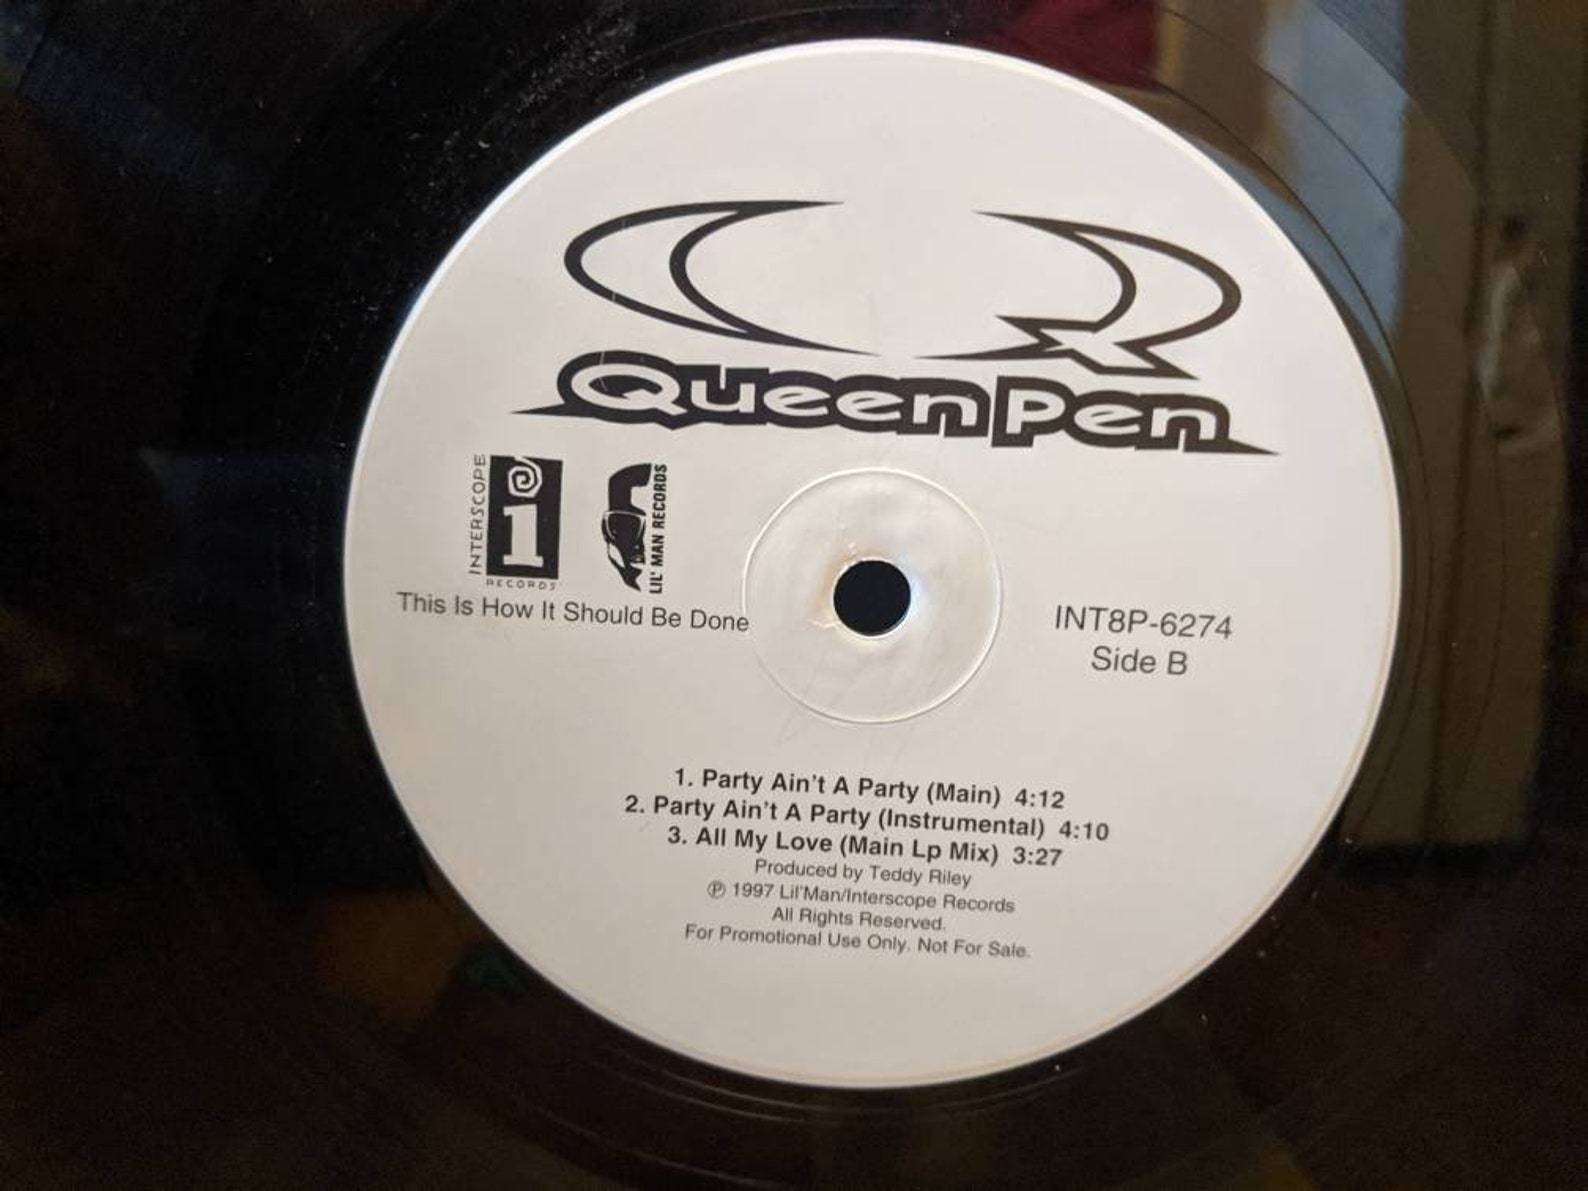 Queen Pen
INTERSCOPE
i
RECORDS
LIL' MAN RECORDS
This Is How It Should Be Done
INT8P-6274
Side B
1. Party Ain't A Party (Main) 4:12
2. Party Ain't A Party (Instrumental) 4:10
3. All My Love (Main Lp Mix) 3:27
Produced by Teddy Riley
℗ 1997 Lil'Man/Interscope Records
All Rights Reserved.
For Promotional Use Only. Not For Sale.